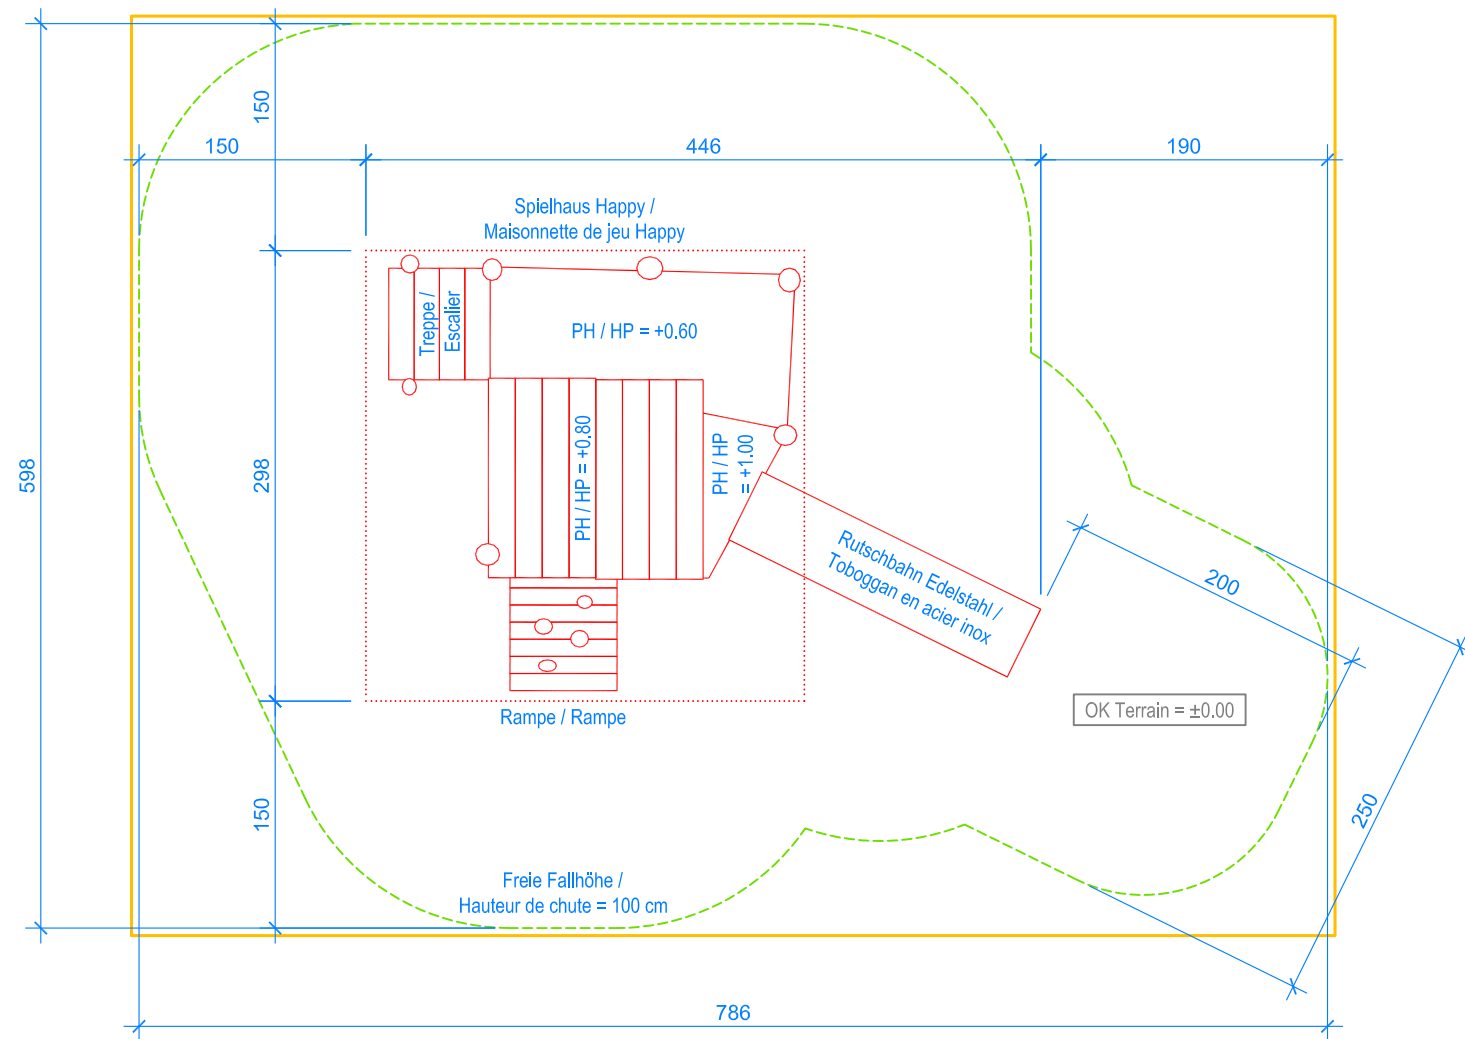 150
150
446
190
Spielhaus Happy /
Maisonnette de jeu Happy
Treppe /
Escalier
PH / HP = +0.60
PH / HP = +0.80
PH / HP
= +1.00
598
298
Rutschbahn Edelstahl /
Toboggan en acier inox
200
250
Rampe / Rampe
OK Terrain = ±0.00
150
Freie Fallhöhe /
Hauteur de chute = 100 cm
786